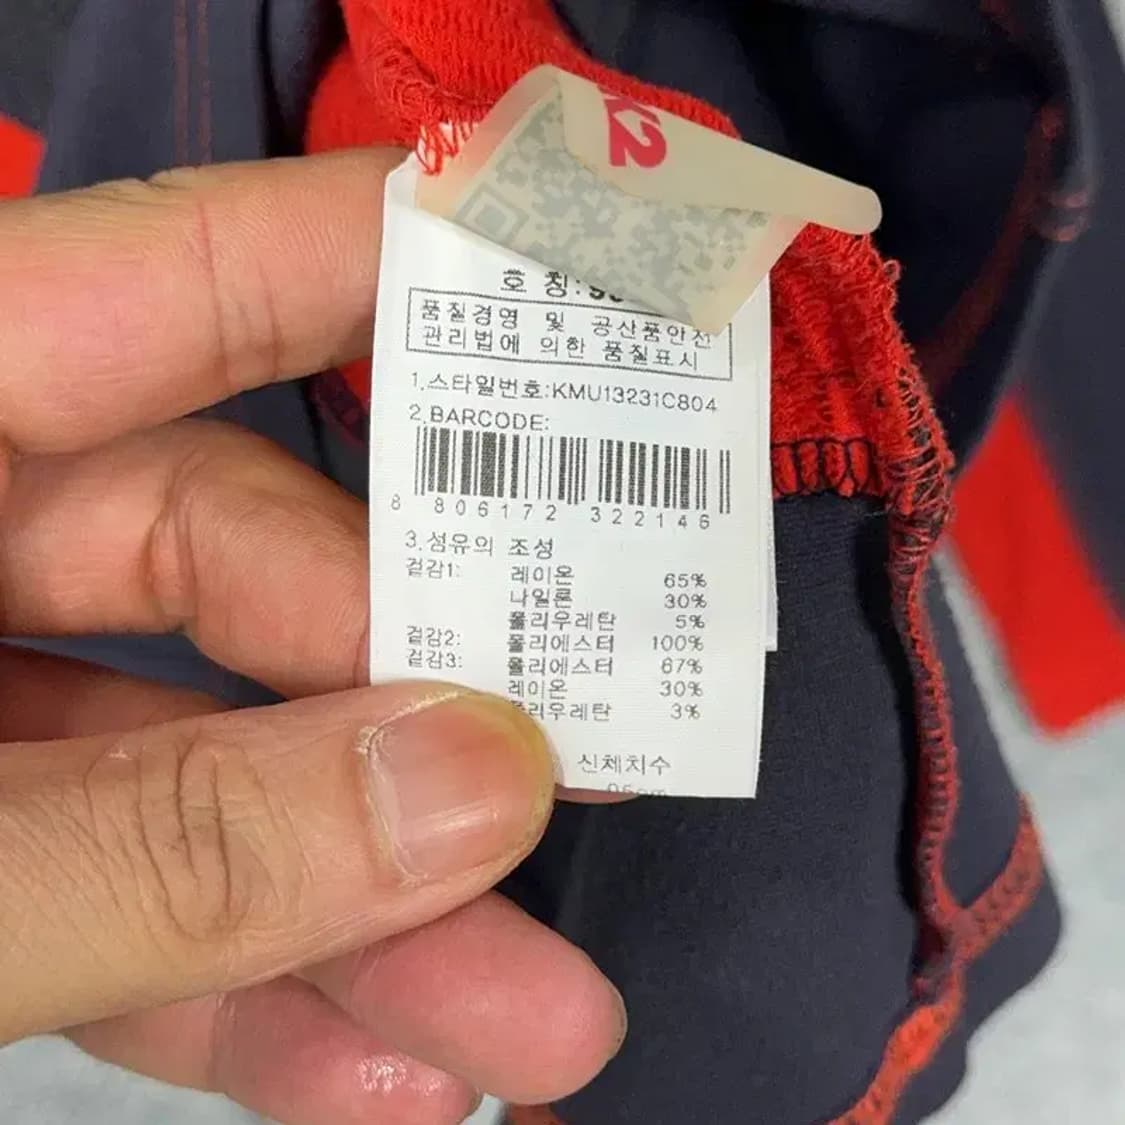 K2
호 칭:
품질경영 및 공산품안전
관리법에 의한 품질표시
1.스타일번호:KMU13231C804
2.BARCODE:
8 806172 322146
3.섬유의 조성
겉감1: 레이온 65%
나일론 30%
폴리우레탄 5%
겉감2: 폴리에스터 100%
겉감3: 폴리에스터 67%
레이온 30%
폴리우레탄 3%
신체치수